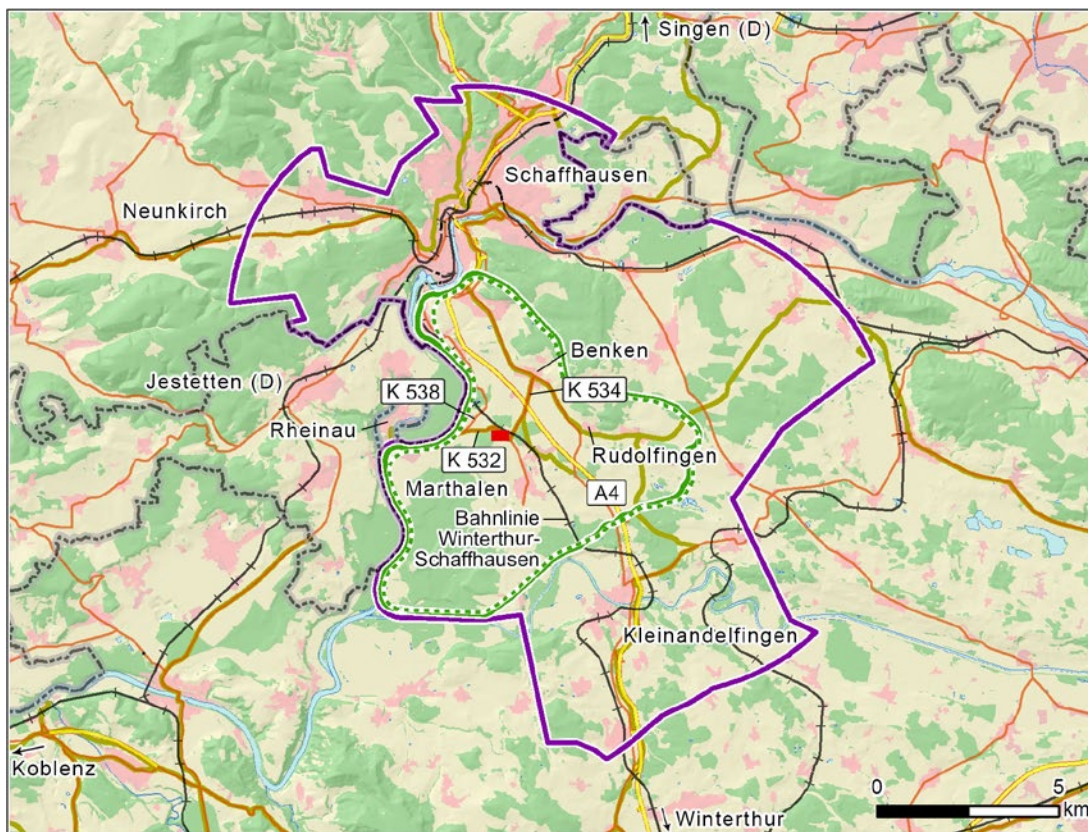 Singen (D)
Schaffhausen
Neunkirch
Benken
Jestetten (D)
K 538
K 534
Rheinau
K 532
Rudolfingen
Marthalen
A4
Bahnlinie
Winterthur-
Schaffhausen
Kleinandelfingen
Koblenz
0 5
km
Winterthur